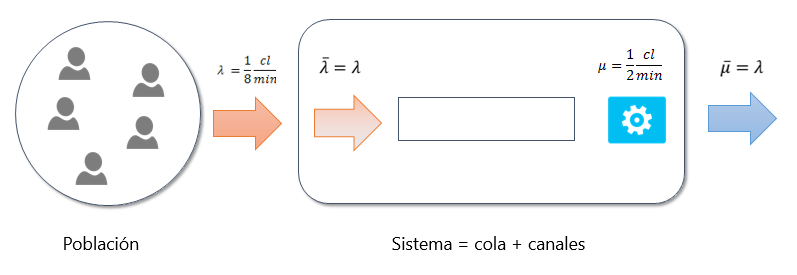 λ = 1/8 cl/min
λ̄ = λ
μ = 1/2 cl/min
μ̄ = λ
Población
Sistema = cola + canales